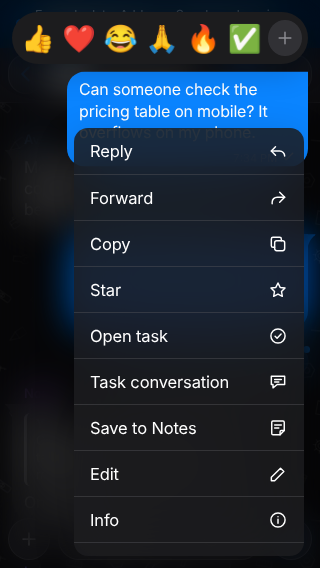 Can someone check the
pricing table on mobile? It
overflows on my phone.
Reply
Forward
Copy
Star
Open task
Task conversation
Save to Notes
Edit
Info